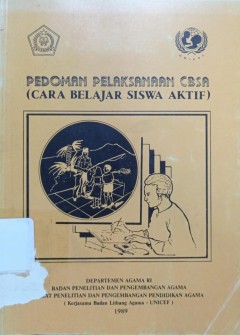 PEDOMAN PELAKSANAAN CBSA
(CARA BELAJAR SISWA AKTIF)
DEPARTEMEN AGAMA RI
BADAN PENELITIAN DAN PENGEMBANGAN AGAMA
AT PENELITIAN DAN PENGEMBANGAN PENDIDIKAN AGAMA
( Kerjasama Badan Litbang Agama - UNICEF )
1989